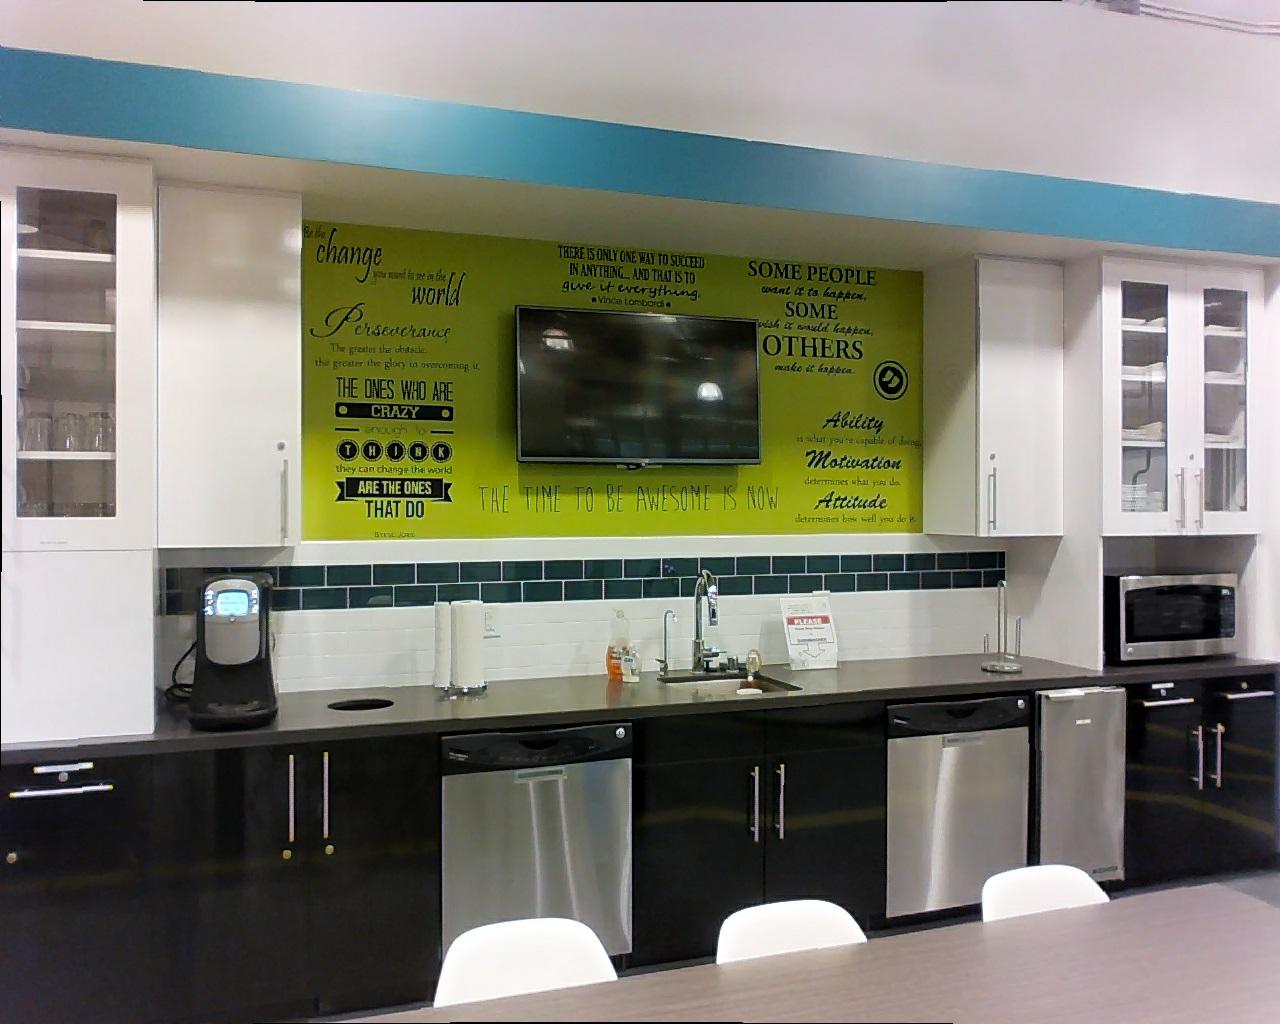 Be the
change
you want to see in the
world
Perseverance
The greater the obstacle,
the greater the glory in overcoming it.
THE ONES WHO ARE
CRAZY
enough to
THINK
they can change the world
ARE THE ONES
THAT DO
THERE IS ONLY ONE WAY TO SUCCEED
IN ANYTHING... AND THAT IS TO
give it everything.
Vince Lombardi
THE TIME TO BE AWESOME IS NOW
SOME PEOPLE
want it to happen,
SOME
wish it would happen,
OTHERS
make it happen.
Ability
is what you're capable of doing.
Motivation
determines what you do.
Attitude
determines how well you do it.
PLEASE